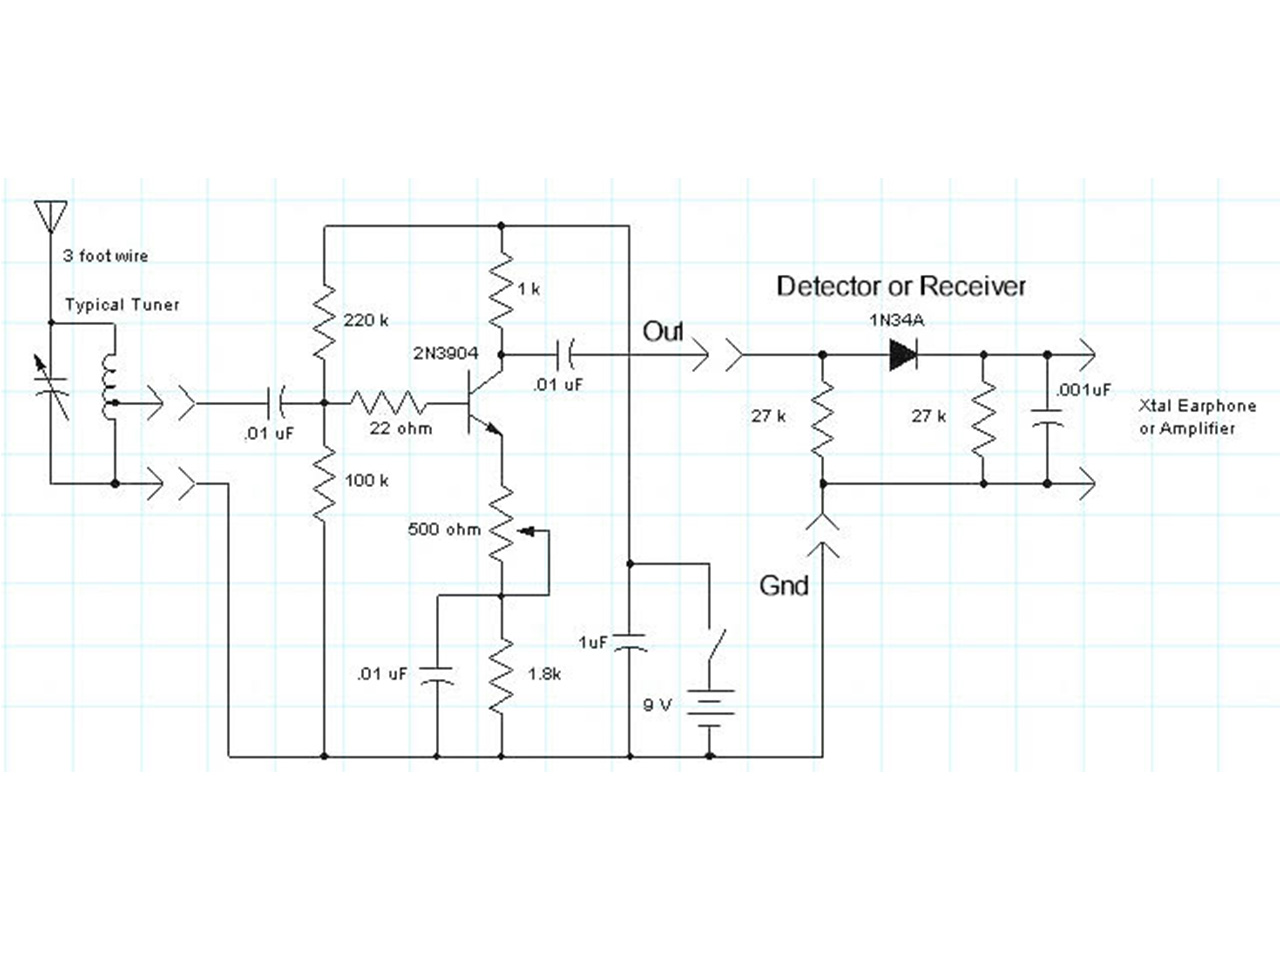 3 foot wire
Typical Tuner
220 k
1 k
2N3904
.01 uF
22 ohm
.01 uF
Out
100 k
500 ohm
.01 uF
1.8k
1uF
9 V
Detector or Receiver
1N34A
27 k
27 k
.001uF
Xtal Earphone
or Amplifier
Gnd